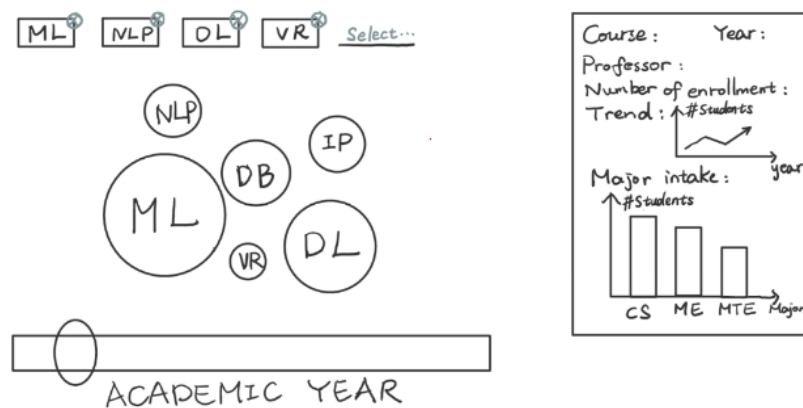 ML NLP DL VR Select...
NLP
IP
DB
ML
DL
VR
ACADEMIC YEAR
Course: Year:
Professor:
Number of enrollment:
Trend: #Students
year
Major intake:
#Students
CS ME MTE Major